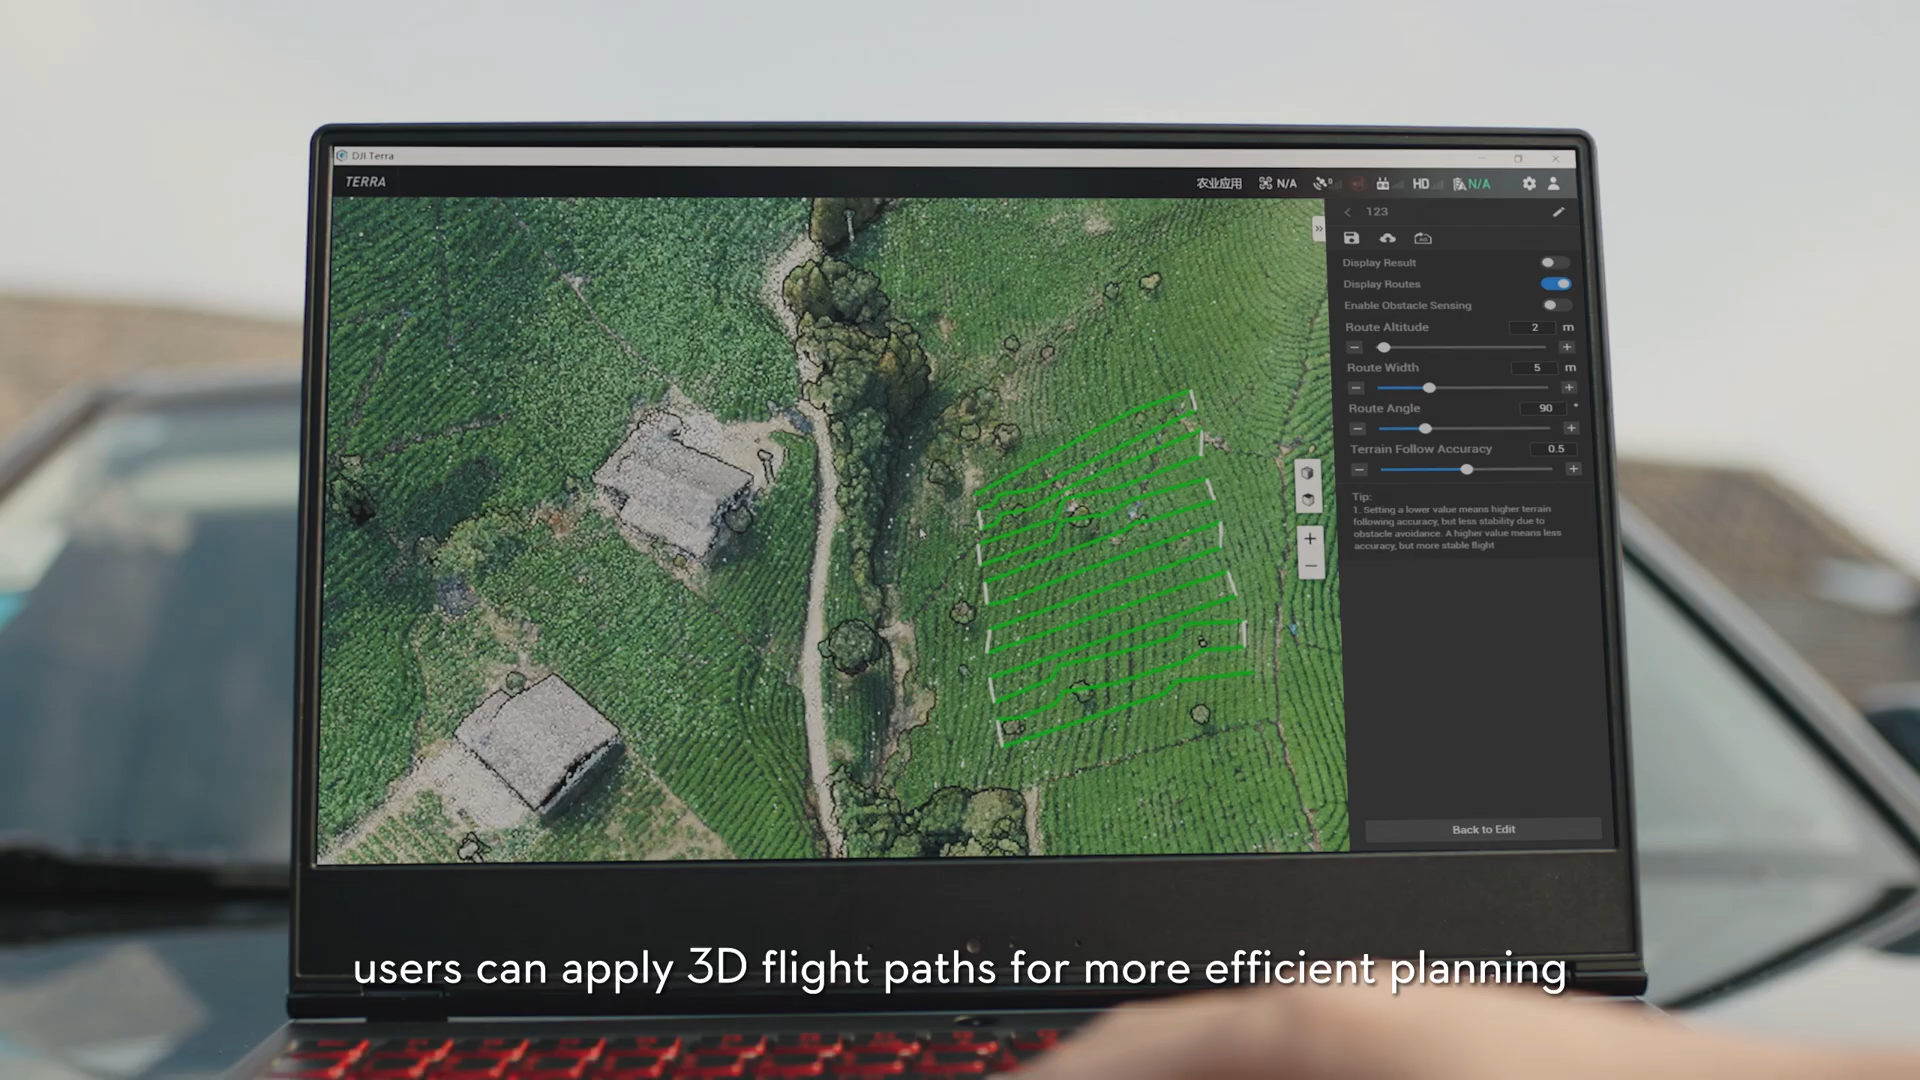 DJI Terra
TERRA
农业应用
N/A
HD
N/A
123
Display Result
Display Routes
Enable Obstacle Sensing
Route Altitude 2 m
Route Width 5 m
Route Angle 90 °
Terrain Follow Accuracy 0.5
Tip:
1. Setting a lower value means higher terrain
following accuracy, but less stability due to
obstacle avoidance. A higher value means less
accuracy, but more stable flight
Back to Edit
users can apply 3D flight paths for more efficient planning